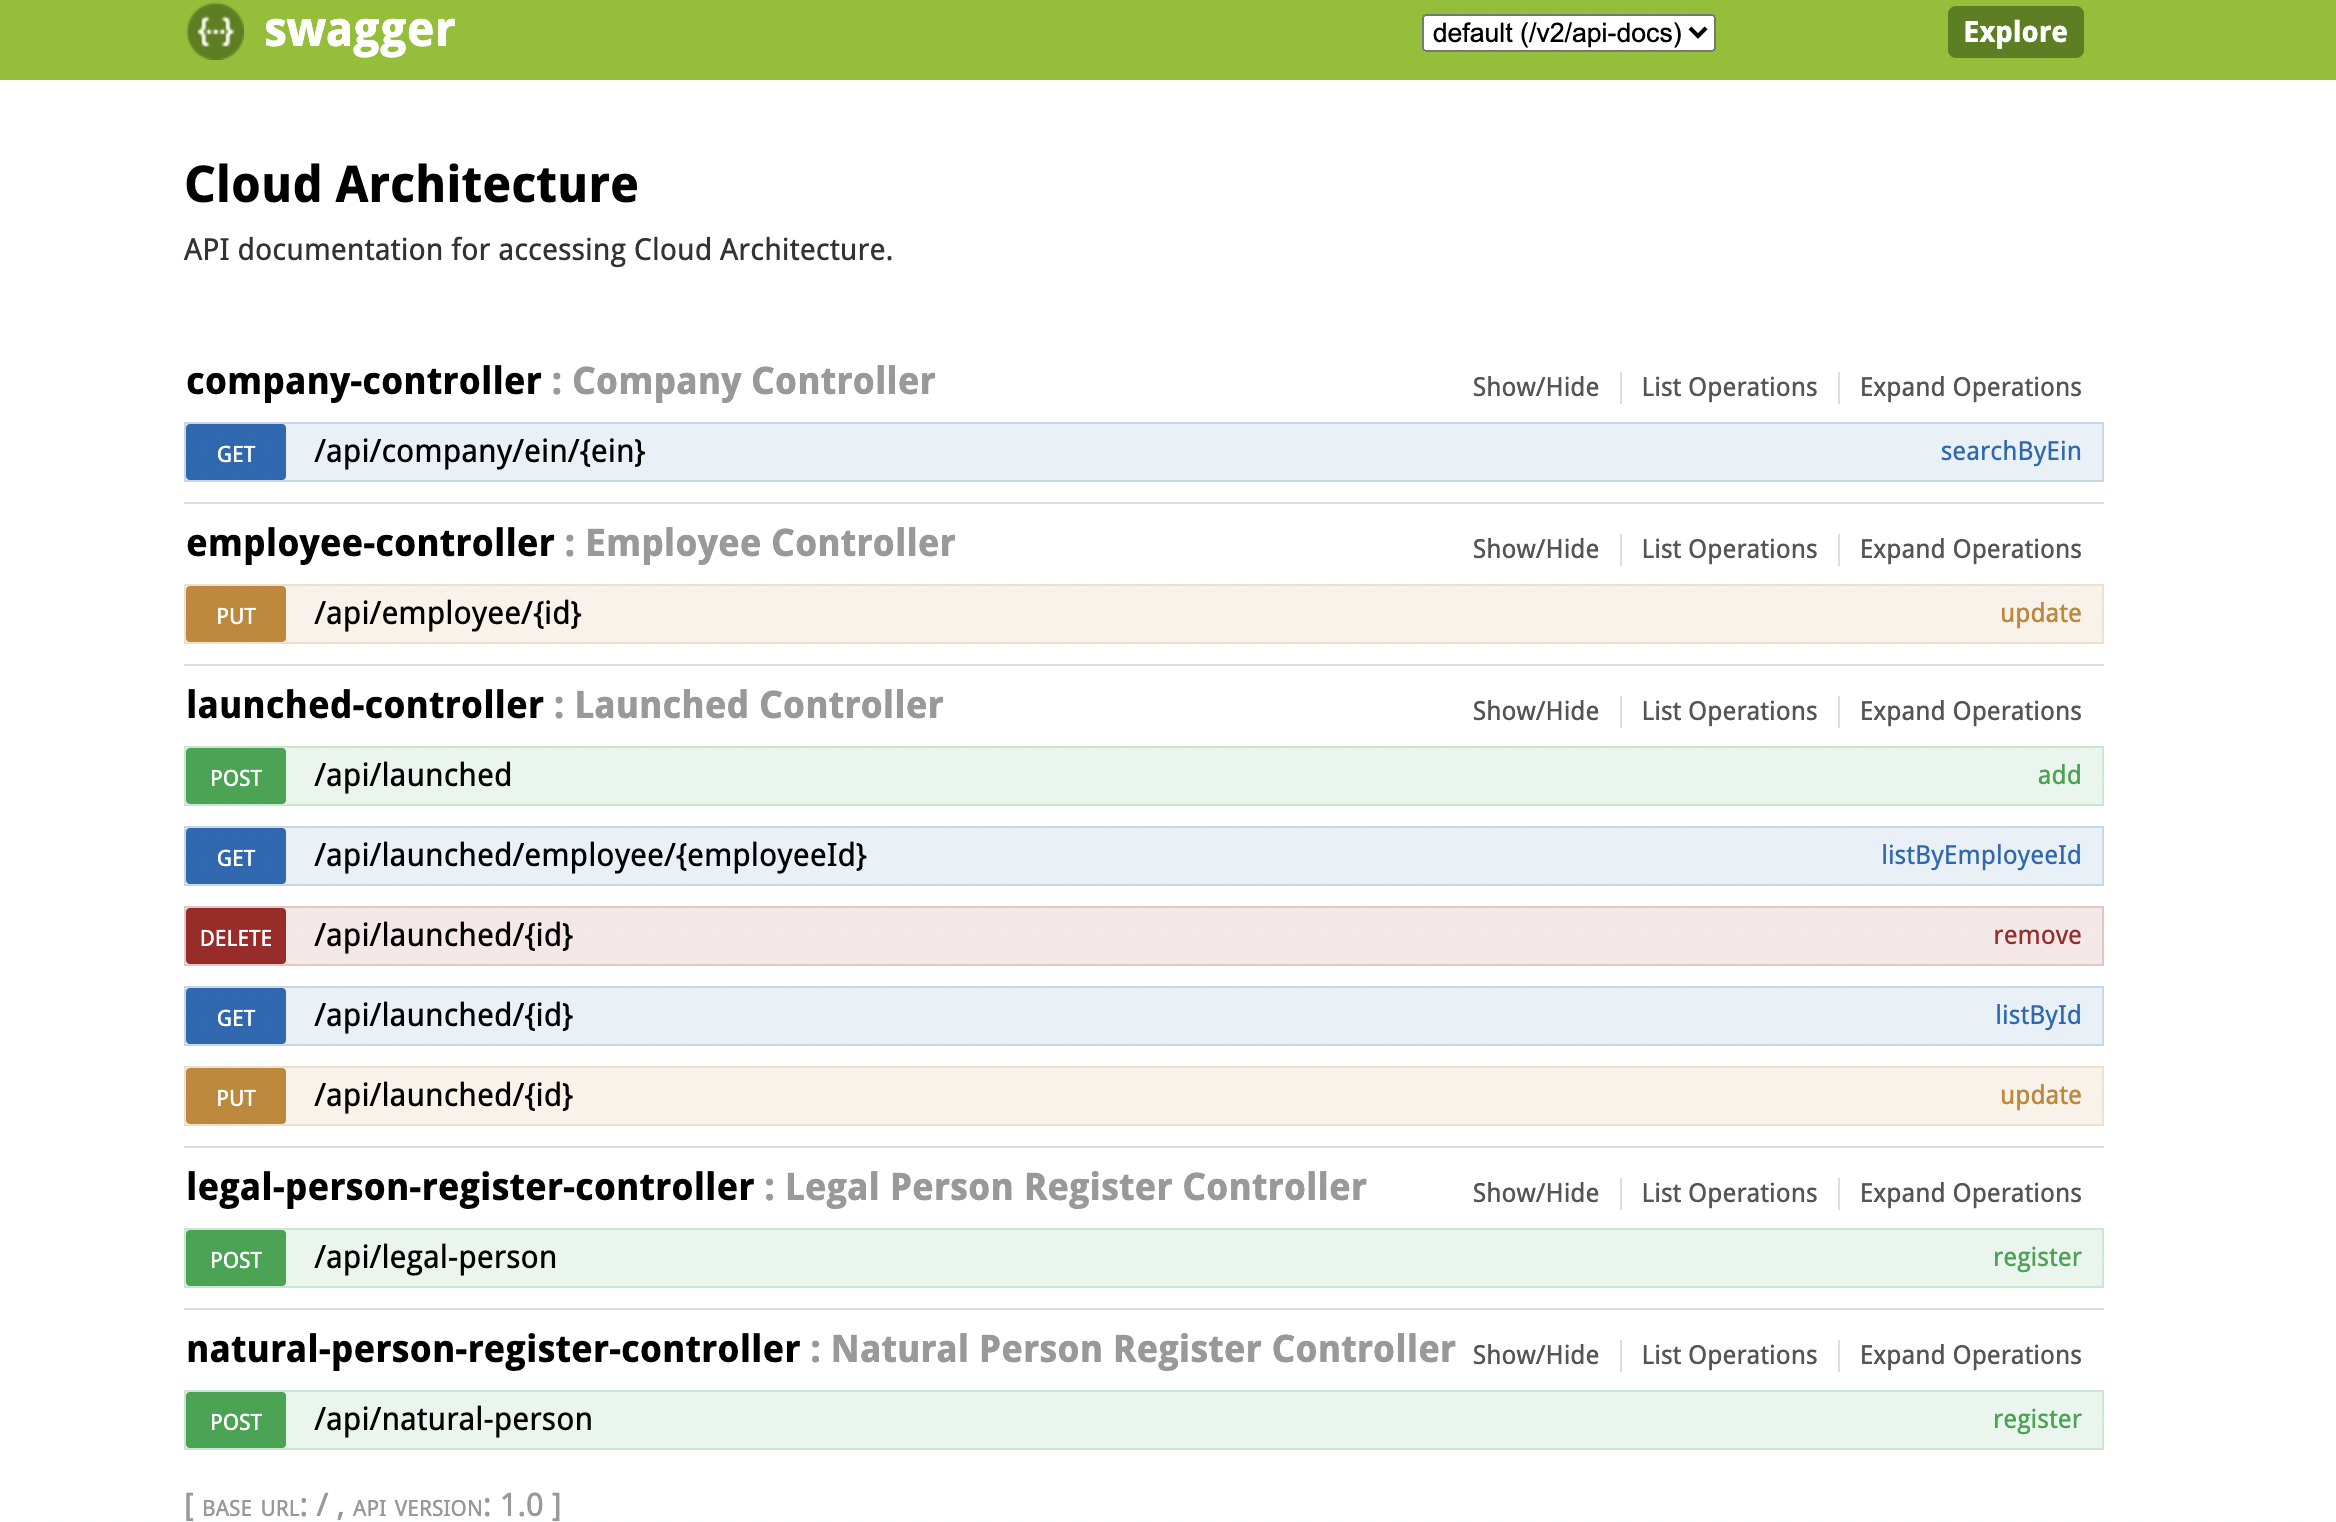 {···} swagger default (/v2/api-docs) Explore
Cloud Architecture
API documentation for accessing Cloud Architecture.
company-controller : Company Controller Show/Hide List Operations Expand Operations
GET /api/company/ein/{ein} searchByEin
employee-controller : Employee Controller Show/Hide List Operations Expand Operations
PUT /api/employee/{id} update
launched-controller : Launched Controller Show/Hide List Operations Expand Operations
POST /api/launched add
GET /api/launched/employee/{employeeId} listByEmployeeId
DELETE /api/launched/{id} remove
GET /api/launched/{id} listById
PUT /api/launched/{id} update
legal-person-register-controller : Legal Person Register Controller Show/Hide List Operations Expand Operations
POST /api/legal-person register
natural-person-register-controller : Natural Person Register Controller Show/Hide List Operations Expand Operations
POST /api/natural-person register
[ BASE URL: / , API VERSION: 1.0 ]